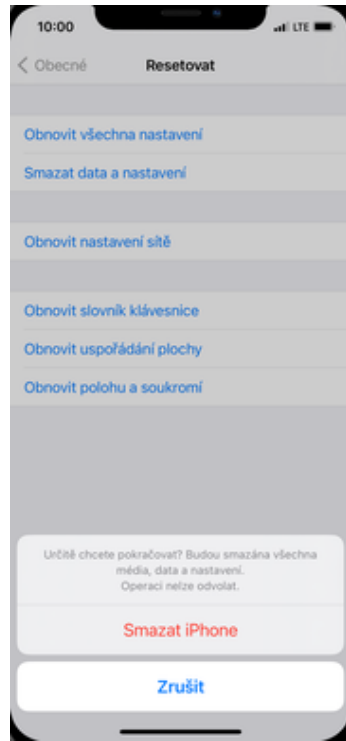 10:00
LTE
Obecné
Resetovat
Obnovit všechna nastavení
Smazat data a nastavení
Obnovit nastavení sítě
Obnovit slovník klávesnice
Obnovit uspořádání plochy
Obnovit polohu a soukromí
Určitě chcete pokračovat? Budou smazána všechna
média, data a nastavení.
Operaci nelze odvolat.
Smazat iPhone
Zrušit